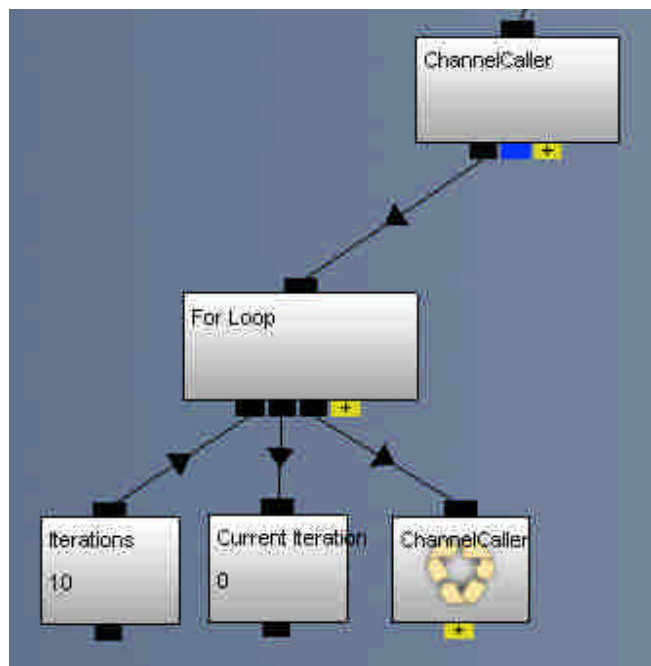 ChannelCaller
+
For Loop
+
Iterations
10
Current Iteration
0
ChannelCaller
+